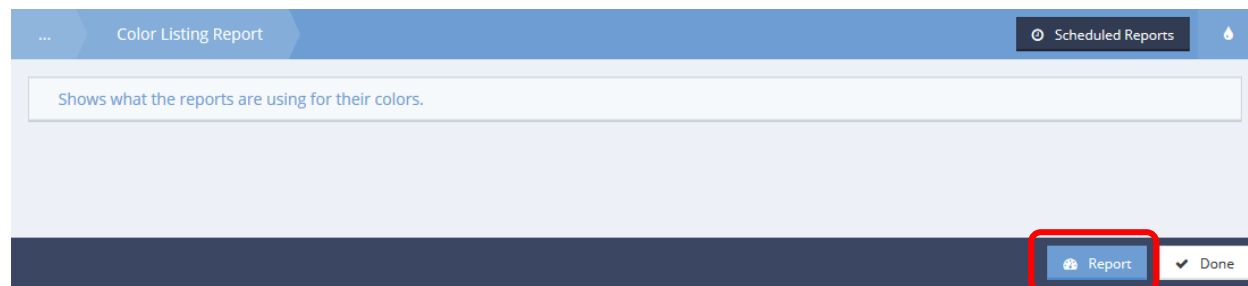 ... Color Listing Report Scheduled Reports
Shows what the reports are using for their colors.
Report Done